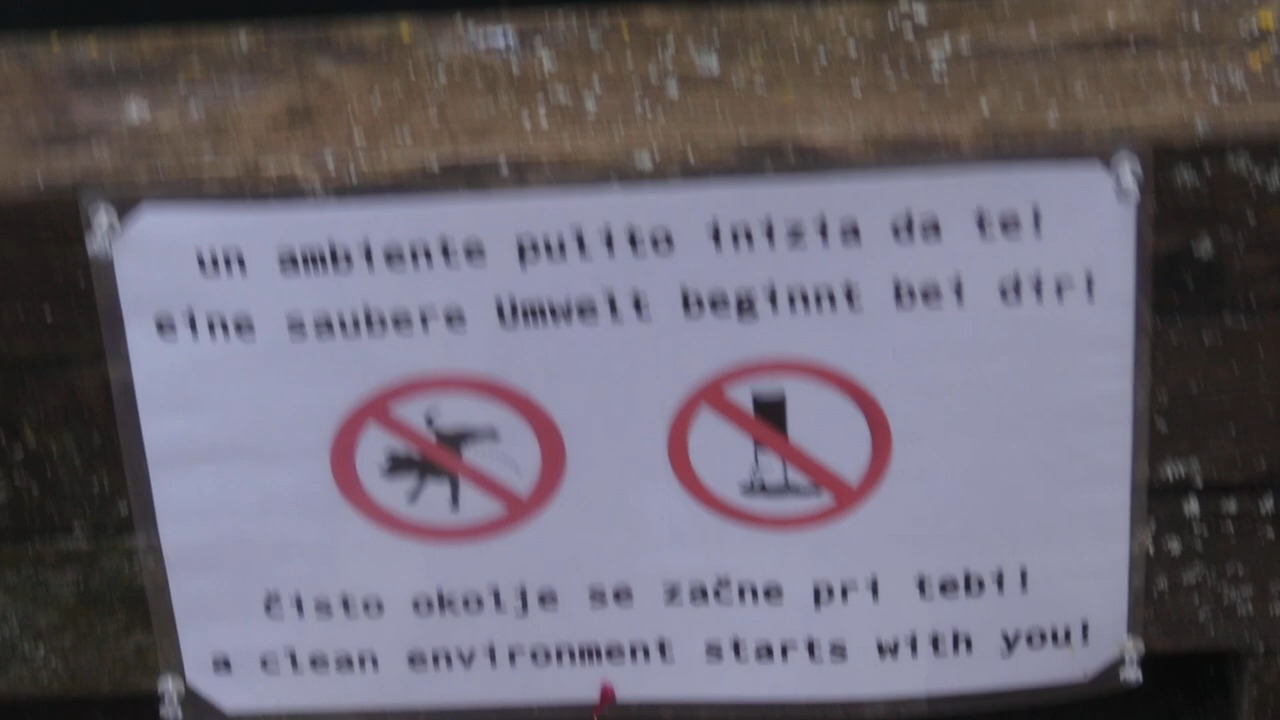 un ambiente pulito inizia da te!
eine saubere Umwelt beginnt bei dir!
čisto okolje se začne pri tebi!
a clean environment starts with you!